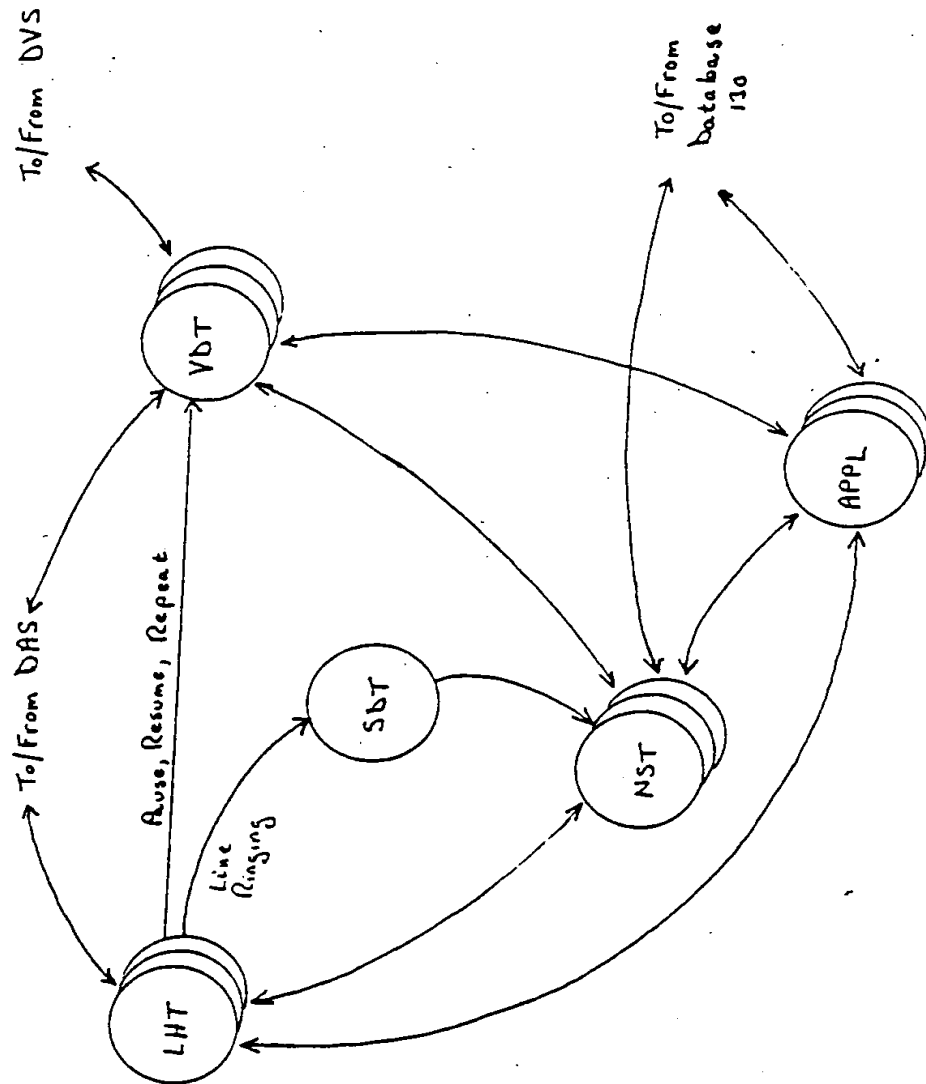 To/From DAS
To/From DVS
LHT
Pause, Resume, Repeat
VDT
Line
Ringing
SDT
To/From
Database
130
NST
APPL